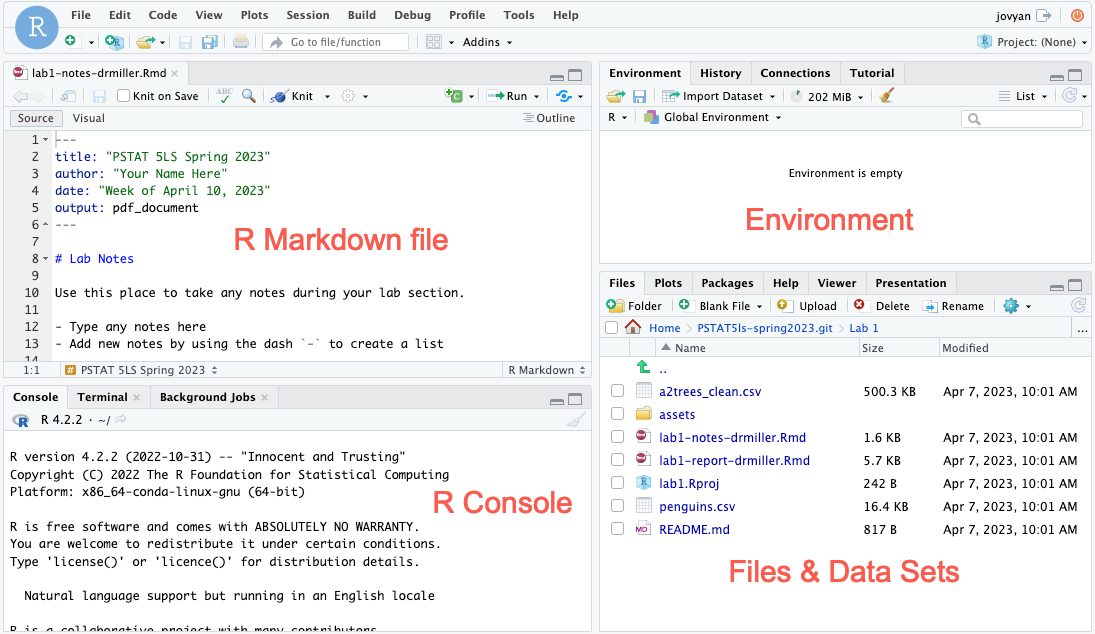 R
File Edit Code View Plots Session Build Debug Profile Tools Help
jovyan
Go to file/function
Addins
R Project: (None)
lab1-notes-drmiller.Rmd
Environment History Connections Tutorial
Knit on Save ABC Knit Run
Import Dataset 202 MiB List
Source Visual Outline
R Global Environment
1 ---
2 title: "PSTAT 5LS Spring 2023"
3 author: "Your Name Here"
4 date: "Week of April 10, 2023"
5 output: pdf_document
6 ---
7
8 # Lab Notes
9
10 Use this place to take any notes during your lab section.
11
12 - Type any notes here
13 - Add new notes by using the dash `-` to create a list
14
R Markdown file
1:1 # PSTAT 5LS Spring 2023 R Markdown
Environment is empty
Environment
Console Terminal Background Jobs
R R 4.2.2 · ~/
R version 4.2.2 (2022-10-31) -- "Innocent and Trusting"
Copyright (C) 2022 The R Foundation for Statistical Computing
Platform: x86_64-conda-linux-gnu (64-bit)
R is free software and comes with ABSOLUTELY NO WARRANTY.
You are welcome to redistribute it under certain conditions.
Type 'license()' or 'licence()' for distribution details.
Natural language support but running in an English locale
R is a collaborative project with many contributors.
R Console
Files Plots Packages Help Viewer Presentation
Folder Blank File Upload Delete Rename
Home PSTAT5ls-spring2023.git Lab 1 ...
Name Size Modified
..
a2trees_clean.csv 500.3 KB Apr 7, 2023, 10:01 AM
assets
lab1-notes-drmiller.Rmd 1.6 KB Apr 7, 2023, 10:01 AM
lab1-report-drmiller.Rmd 5.7 KB Apr 7, 2023, 10:01 AM
lab1.Rproj 242 B Apr 7, 2023, 10:01 AM
penguins.csv 16.4 KB Apr 7, 2023, 10:01 AM
MD README.md 817 B Apr 7, 2023, 10:01 AM
Files & Data Sets